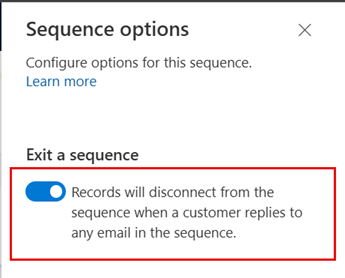 Sequence options
Configure options for this sequence.
Learn more
Exit a sequence
Records will disconnect from the
sequence when a customer replies to
any email in the sequence.